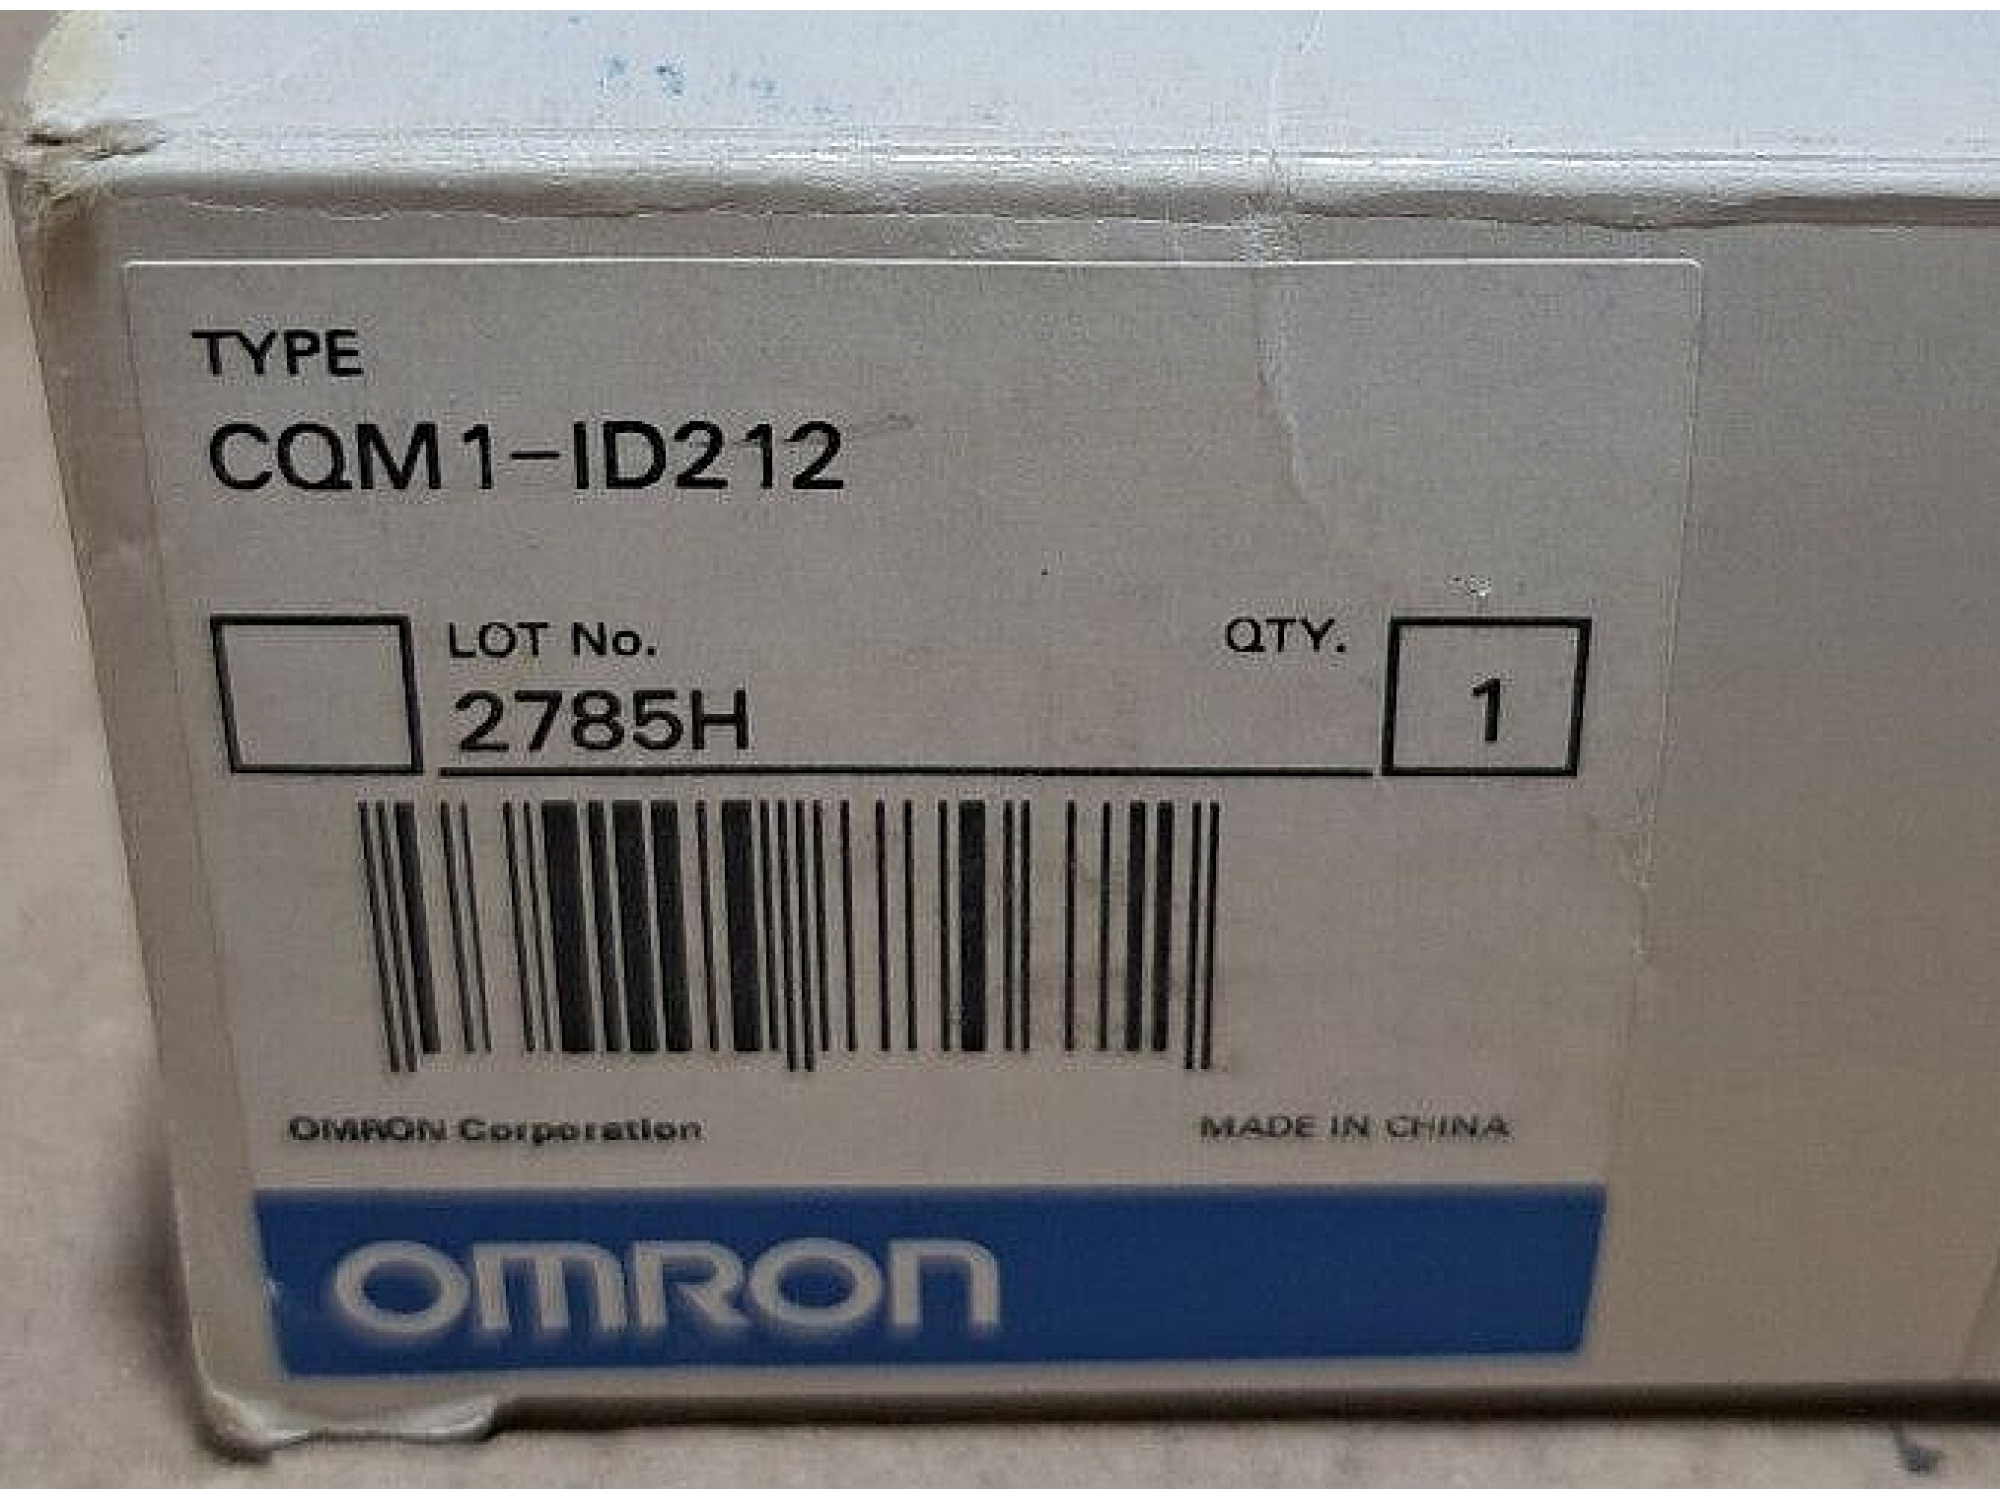 TYPE
CQM1-ID212
LOT No.
QTY.
2785H
1
OMRON Corporation
MADE IN CHINA
OMRON